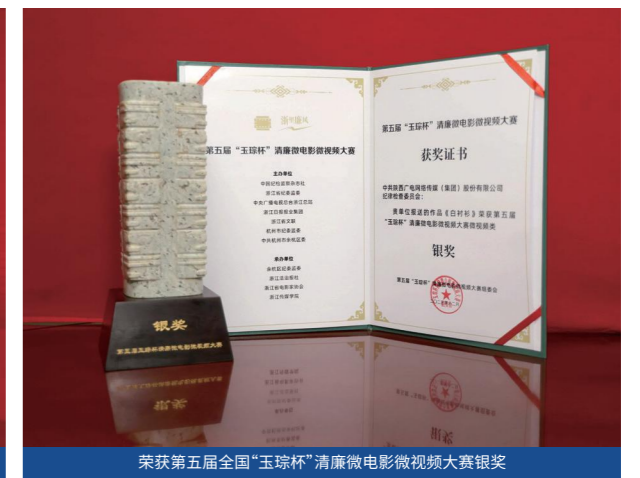 第五届“玉琮杯”清廉微电影微视频大赛
主办单位
中国纪检监察杂志社
浙江省纪委监委
中央广播电视总台浙江总站
浙江日报报业集团
浙江省文联
杭州市纪委监委
中共杭州市余杭区委
承办单位
余杭区纪委监委
浙江法治报社
浙江省电影家协会
浙江传媒学院
第五届“玉琮杯”清廉微电影微视频大赛
获奖证书
中共陕西广电网络传媒（集团）股份有限公司
纪律检查委员会：
贵单位报送的作品《白衬衫》荣获第五届
“玉琮杯”清廉微电影微视频大赛微视频类
银奖
第五届“玉琮杯”清廉微电影微视频大赛组委会
银奖
第五届玉琮杯清廉微电影微视频大赛
荣获第五届全国“玉琮杯”清廉微电影微视频大赛银奖